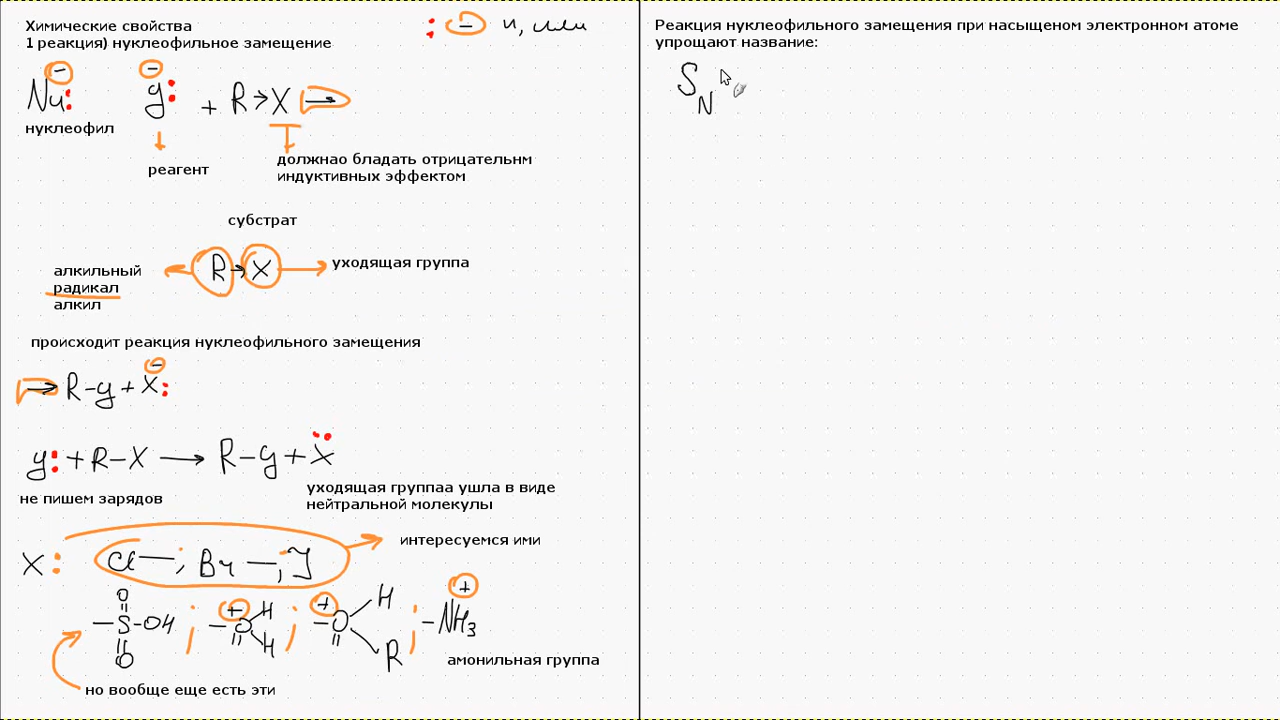 Химические свойства
1 реакция) нуклеофильное замещение
: - и, или
Nu:⁻ y:⁻ + R → X →
нуклеофил
реагент
должнао бладать отрицательнм
индуктивных эффектом
субстрат
R → X
уходящая группа
алкильный
радикал
алкил
происходит реакция нуклеофильного замещения
→ R-y + X:⁻
y: + R-X → R-y + X:
не пишем зарядов
уходящая группаа ушла в виде
нейтральной молекулы
интересуемся ими
X: Cl-; Br-; J
-S-OH ; -O+ H H ; -O+ H R ; -NH₃+
O O
амонильная группа
но вообще еще есть эти
Реакция нуклеофильного замещения при насыщеном электронном атоме
упрощают название:
S N